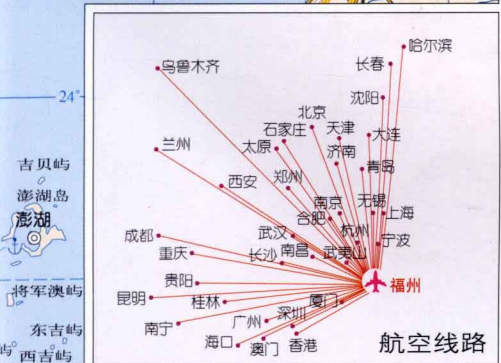 哈尔滨
乌鲁木齐
长春
24°
沈阳
北京
石家庄
天津
大连
兰州
太原
济南
吉贝屿
青岛
西安
郑州
澎湖岛
南京
无锡
上海
澎湖
合肥
成都
武汉
杭州
宁波
重庆
长沙
南昌
武夷山
贵阳
福州
将军澳屿
昆明
桂林
厦门
南宁
广州
深圳
东吉屿
海口
澳门
香港
航空线路
屿
西吉屿